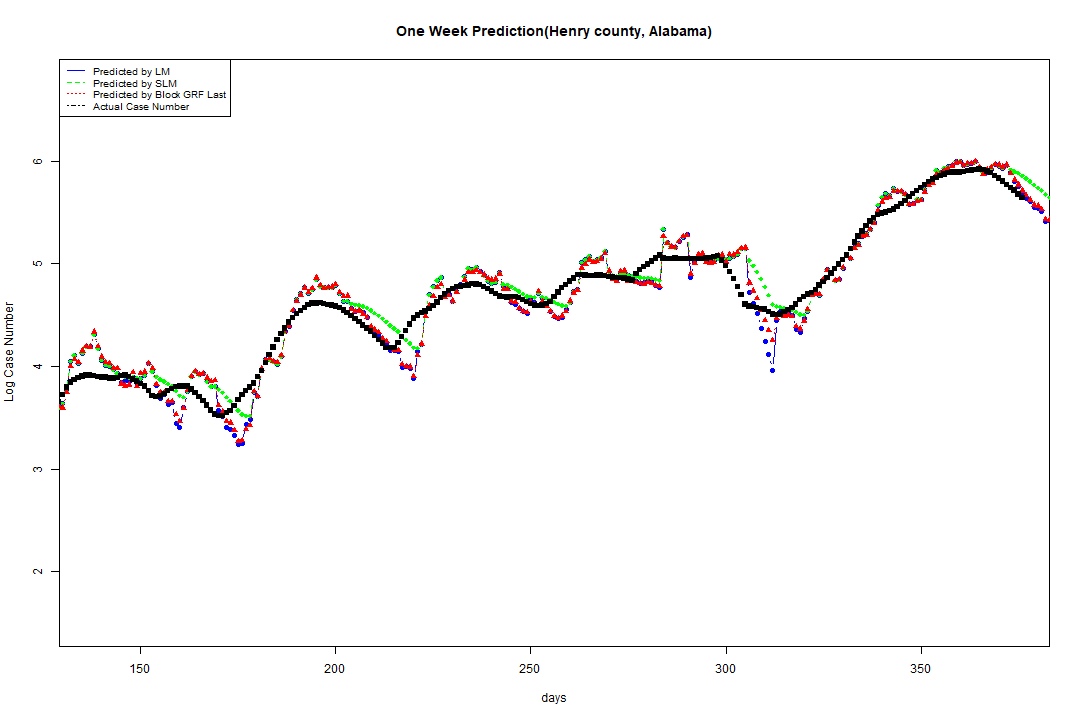 One Week Prediction(Henry county, Alabama)
Predicted by LM
Predicted by SLM
Predicted by Block GRF Last
Actual Case Number
6
5
4
3
2
Log Case Number
150 200 250 300 350
days